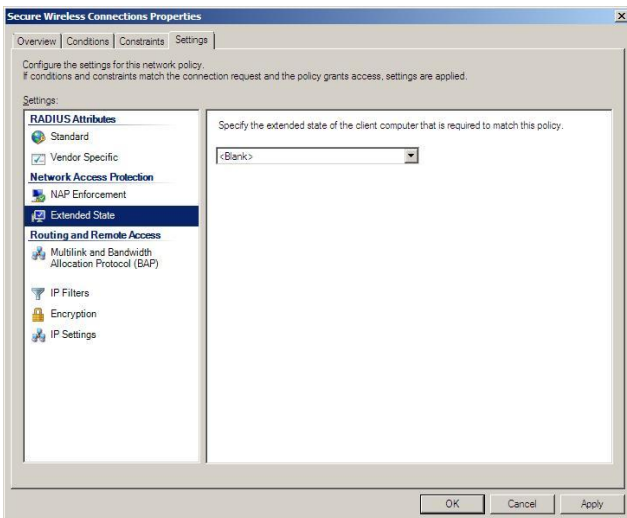 Secure Wireless Connections Properties
Overview
Conditions
Constraints
Settings
Configure the settings for this network policy.
If conditions and constraints match the connection request and the policy grants access, settings are applied.
Settings:
RADIUS Attributes
Standard
Vendor Specific
Network Access Protection
NAP Enforcement
Extended State
Routing and Remote Access
Multilink and Bandwidth
Allocation Protocol (BAP)
IP Filters
Encryption
IP Settings
Specify the extended state of the client computer that is required to match this policy.
<Blank>
OK
Cancel
Apply